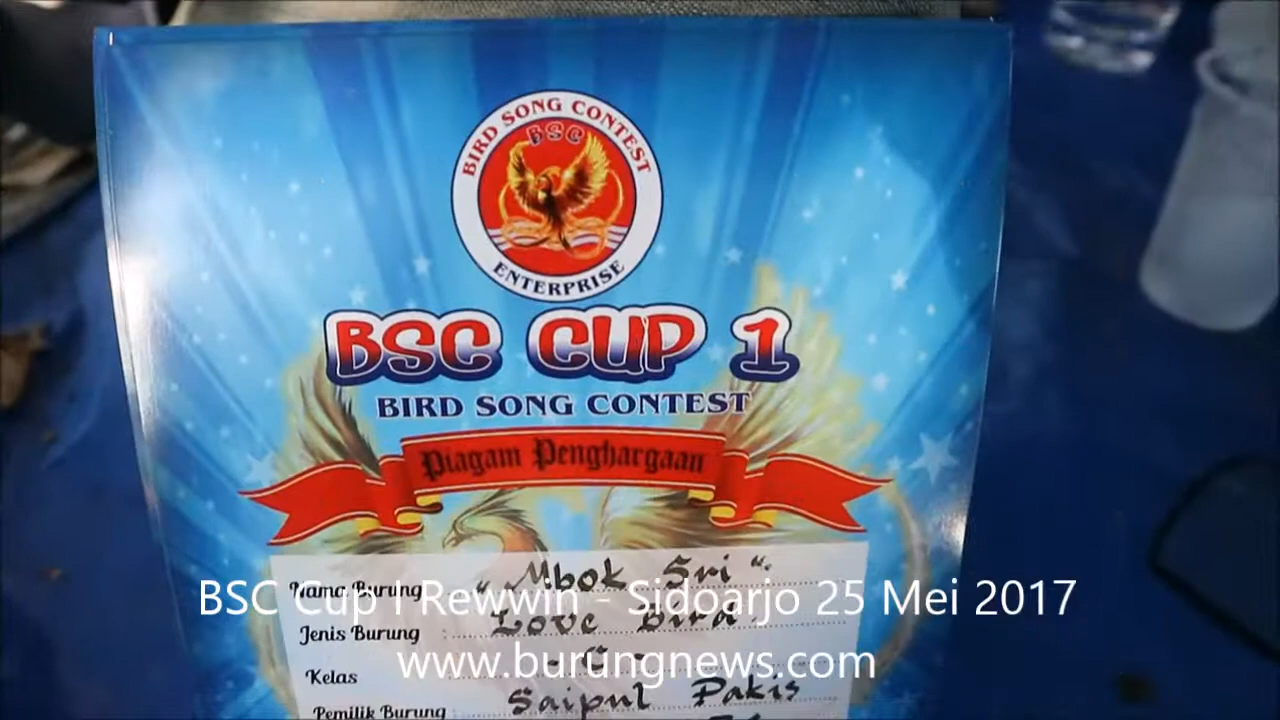 BIRD SONG CONTEST
BSC
ENTERPRISE
BSC CUP 1
BIRD SONG CONTEST
Piagam Penghargaan
Nama Burung "Mbok Sri".
BSC Cup I Rewwin - Sidoarjo 25 Mei 2017
Jenis Burung : Love Bird.
www.burungnews.com
Kelas
Pemilik Burung : Saipul Pakis